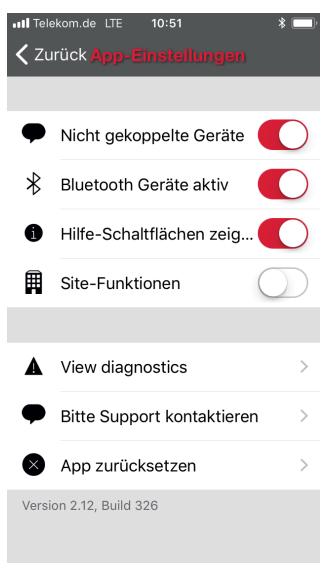 Telekom.de LTE 10:51
Zurück App-Einstellungen
Nicht gekoppelte Geräte
Bluetooth Geräte aktiv
Hilfe-Schaltflächen zeig...
Site-Funktionen
View diagnostics
Bitte Support kontaktieren
App zurücksetzen
Version 2.12, Build 326